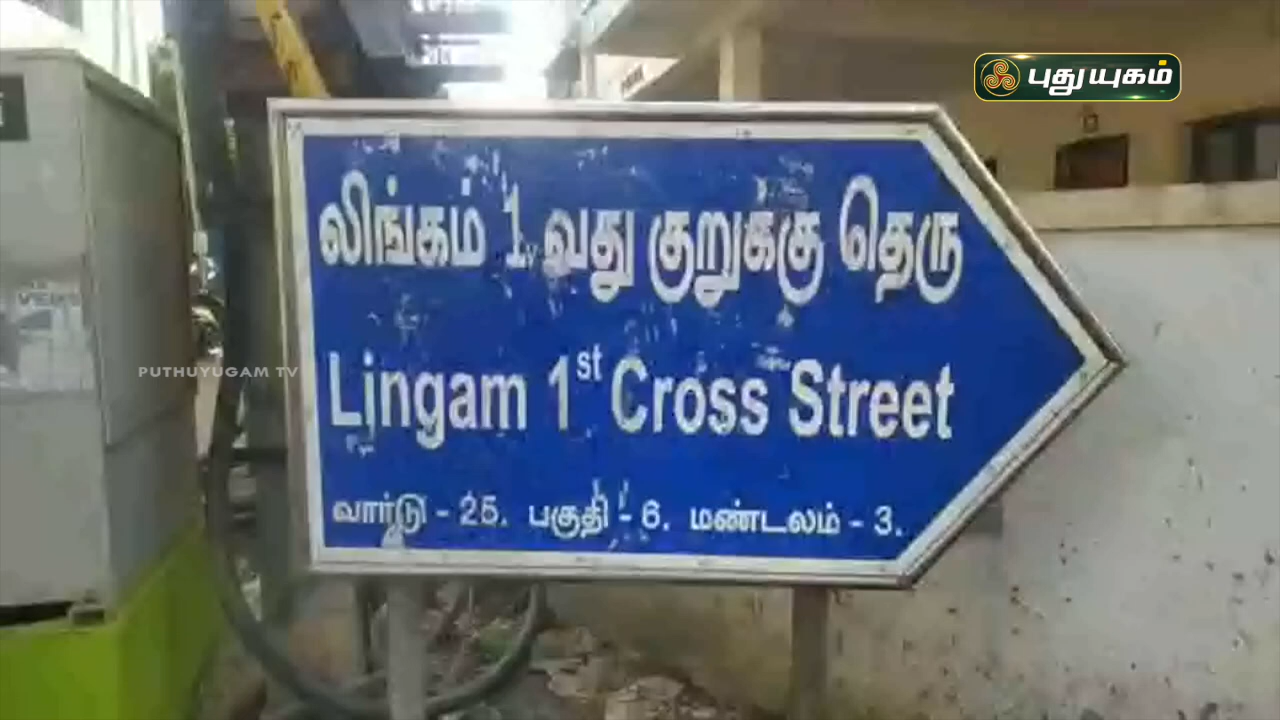 புதுயுகம்
லிங்கம் 1 வது குறுக்கு தெரு
PUTHUYUGAM TV
Lingam 1st Cross Street
வார்டு - 25. பகுதி - 6. மண்டலம் - 3.